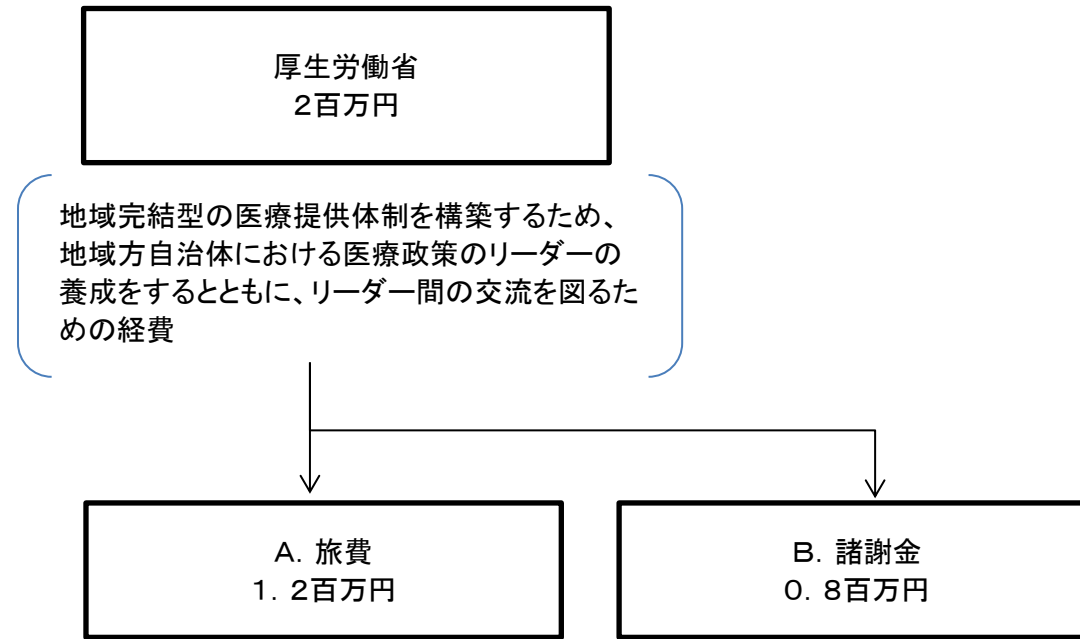 厚生労働省
２百万円
地域完結型の医療提供体制を構築するため、
地域方自治体における医療政策のリーダーの
養成をするとともに、リーダー間の交流を図るた
めの経費
Ａ．旅費
１．２百万円
Ｂ．諸謝金
０．８百万円